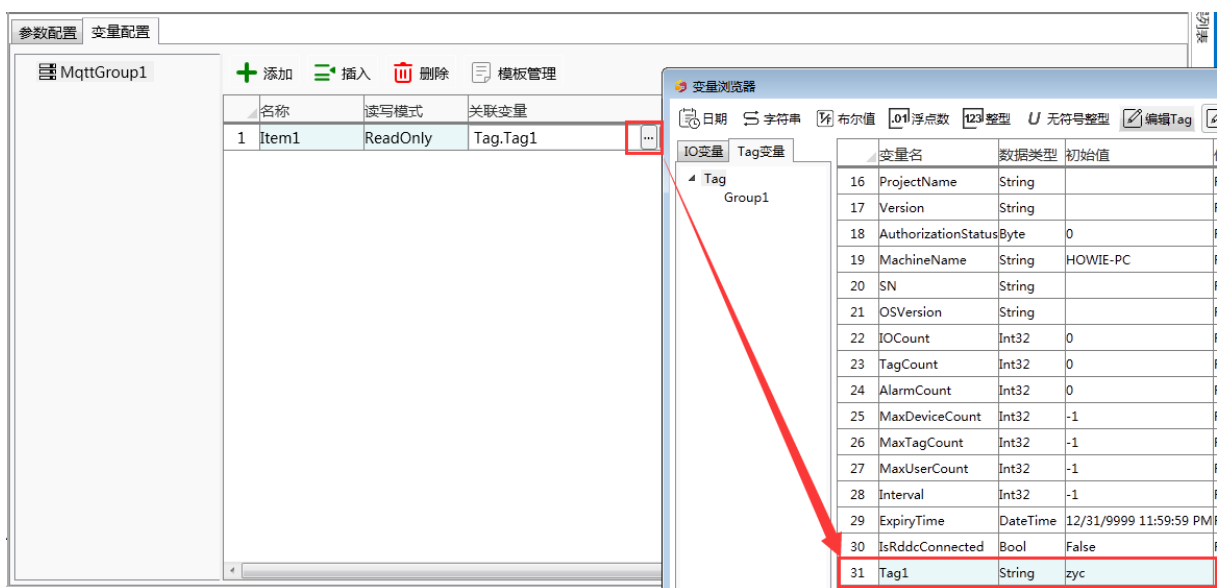 参数配置 变量配置
列表
MqttGroup1
添加 插入 删除 模板管理
名称 读写模式 关联变量
1 Item1 ReadOnly Tag.Tag1 ...
变量浏览器
日期 字符串 布尔值 .01 浮点数 123 整型 U 无符号整型 编辑Tag
IO变量 Tag变量
Tag
Group1
变量名 数据类型 初始值
16 ProjectName String
17 Version String
18 AuthorizationStatus Byte 0
19 MachineName String HOWIE-PC
20 SN String
21 OSVersion String
22 IOCount Int32 0
23 TagCount Int32 0
24 AlarmCount Int32 0
25 MaxDeviceCount Int32 -1
26 MaxTagCount Int32 -1
27 MaxUserCount Int32 -1
28 Interval Int32 -1
29 ExpiryTime DateTime 12/31/9999 11:59:59 PM
30 IsRddcConnected Bool False
31 Tag1 String zyc